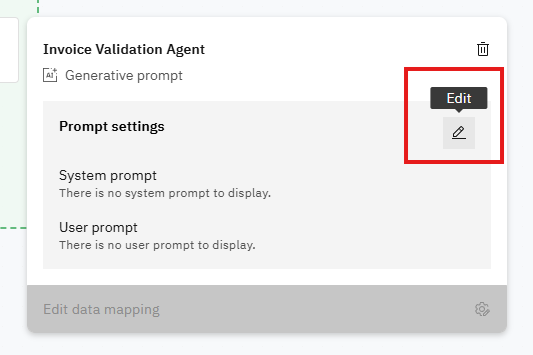 Invoice Validation Agent
Generative prompt
Edit
Prompt settings
System prompt
There is no system prompt to display.
User prompt
There is no user prompt to display.
Edit data mapping